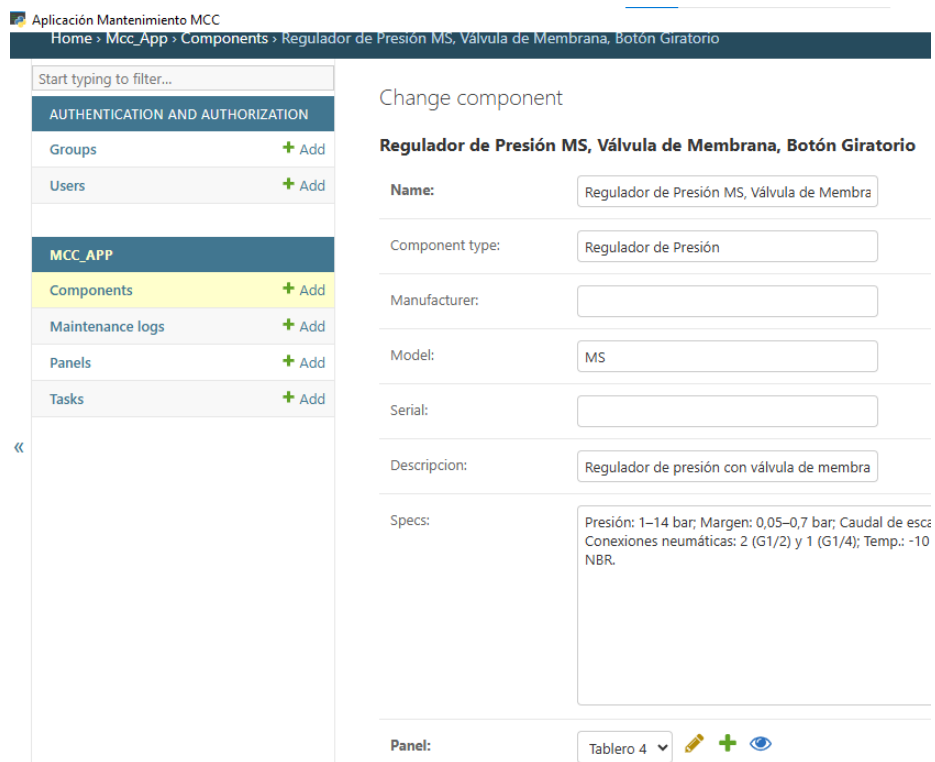 Aplicación Mantenimiento MCC
Home › Mcc_App › Components › Regulador de Presión MS, Válvula de Membrana, Botón Giratorio
Start typing to filter...
AUTHENTICATION AND AUTHORIZATION
Groups + Add
Users + Add
MCC_APP
Components + Add
Maintenance logs + Add
Panels + Add
Tasks + Add
«
Change component
Regulador de Presión MS, Válvula de Membrana, Botón Giratorio
Name: Regulador de Presión MS, Válvula de Membra
Component type: Regulador de Presión
Manufacturer:
Model: MS
Serial:
Descripcion: Regulador de presión con válvula de membra
Specs: Presión: 1–14 bar; Margen: 0,05–0,7 bar; Caudal de esca
Conexiones neumáticas: 2 (G1/2) y 1 (G1/4); Temp.: -10
NBR.
Panel: Tablero 4